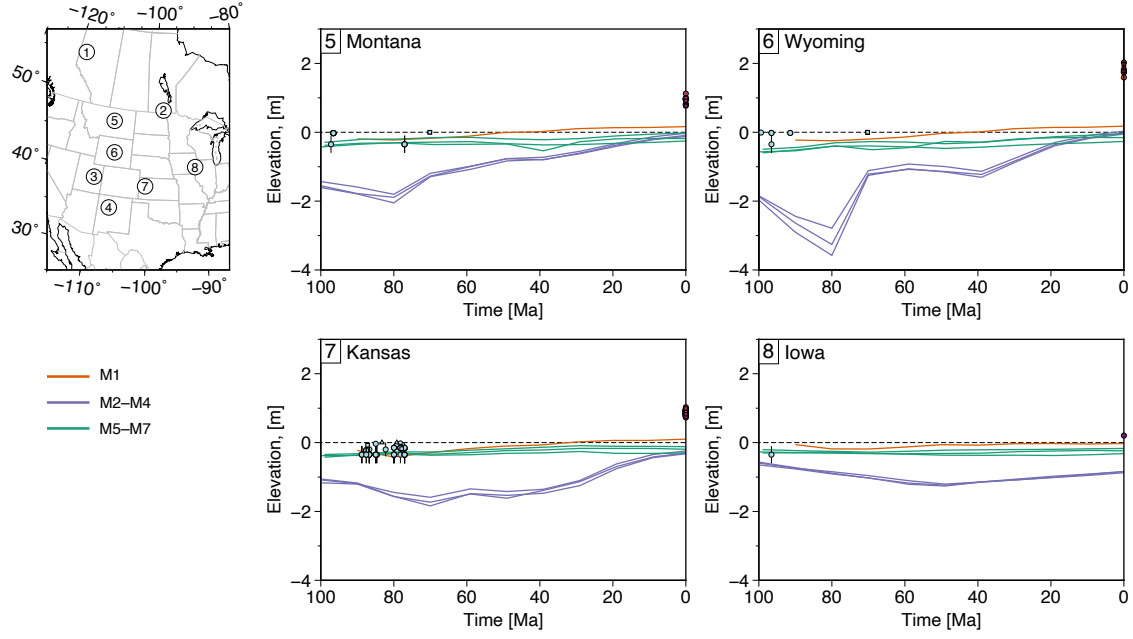 −120° −100° −80°
50°
40°
30°
−110° −100° −90°
1
2
5
6
8
3
7
4
M1
M2–M4
M5–M7
5 Montana
Elevation, [m]
2
0
−2
−4
100 80 60 40 20 0
Time [Ma]
6 Wyoming
Elevation, [m]
2
0
−2
−4
100 80 60 40 20 0
Time [Ma]
7 Kansas
Elevation, [m]
2
0
−2
−4
100 80 60 40 20 0
Time [Ma]
8 Iowa
Elevation, [m]
2
0
−2
−4
100 80 60 40 20 0
Time [Ma]